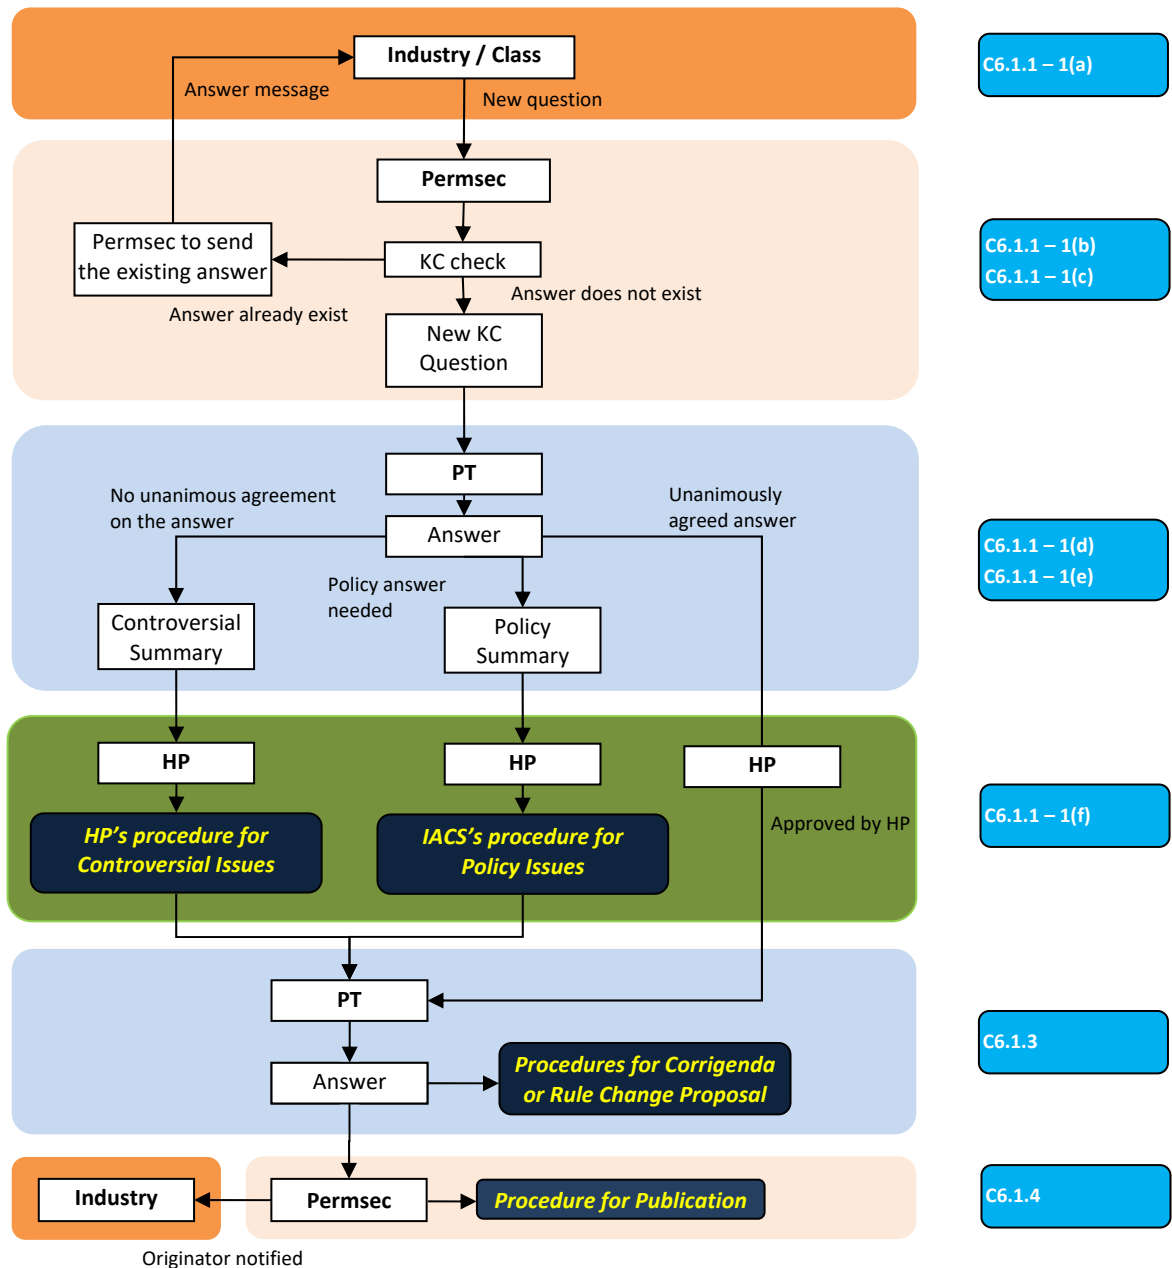 Industry / Class
C6.1.1 – 1(a)
Answer message
New question
Permsec
Permsec to send
the existing answer
KC check
C6.1.1 – 1(b)
C6.1.1 – 1(c)
Answer does not exist
Answer already exist
New KC
Question
PT
No unanimous agreement
on the answer
Unanimously
agreed answer
Answer
C6.1.1 – 1(d)
C6.1.1 – 1(e)
Policy answer
needed
Controversial
Summary
Policy
Summary
HP
HP
HP
HP's procedure for
Controversial Issues
IACS's procedure for
Policy Issues
Approved by HP
C6.1.1 – 1(f)
PT
C6.1.3
Answer
Procedures for Corrigenda
or Rule Change Proposal
Industry
Permsec
Procedure for Publication
C6.1.4
Originator notified